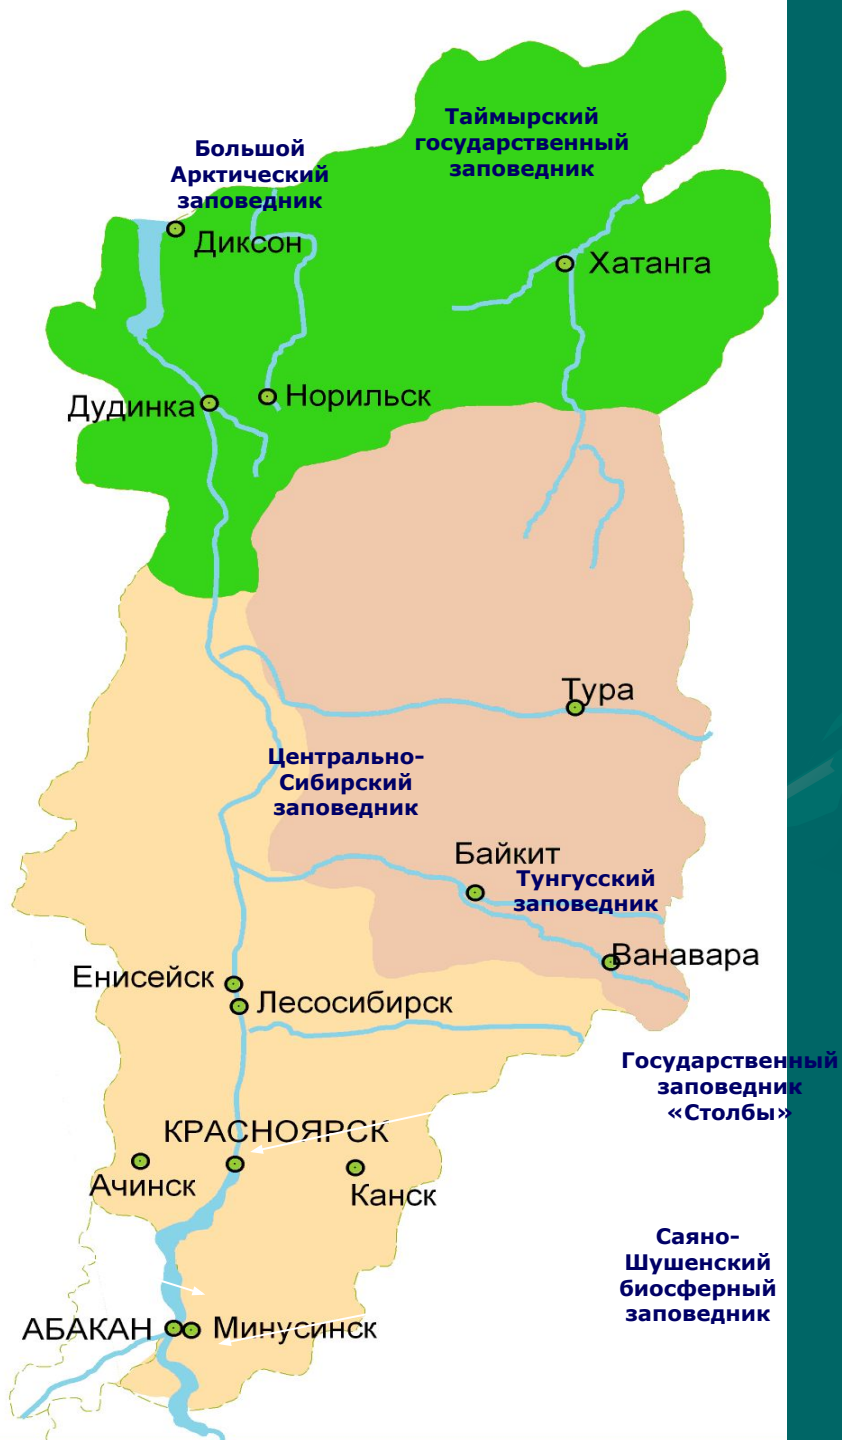 Таймырский
государственный
заповедник
Большой
Арктический
заповедник
Диксон
Хатанга
Норильск
Дудинка
Тура
Центрально-
Сибирский
заповедник
Байкит
Тунгусский
заповедник
Ванавара
Енисейск
Лесосибирск
Государственный
заповедник
«Столбы»
КРАСНОЯРСК
Ачинск
Канск
Саяно-
Шушенский
биосферный
заповедник
АБАКАН
Минусинск